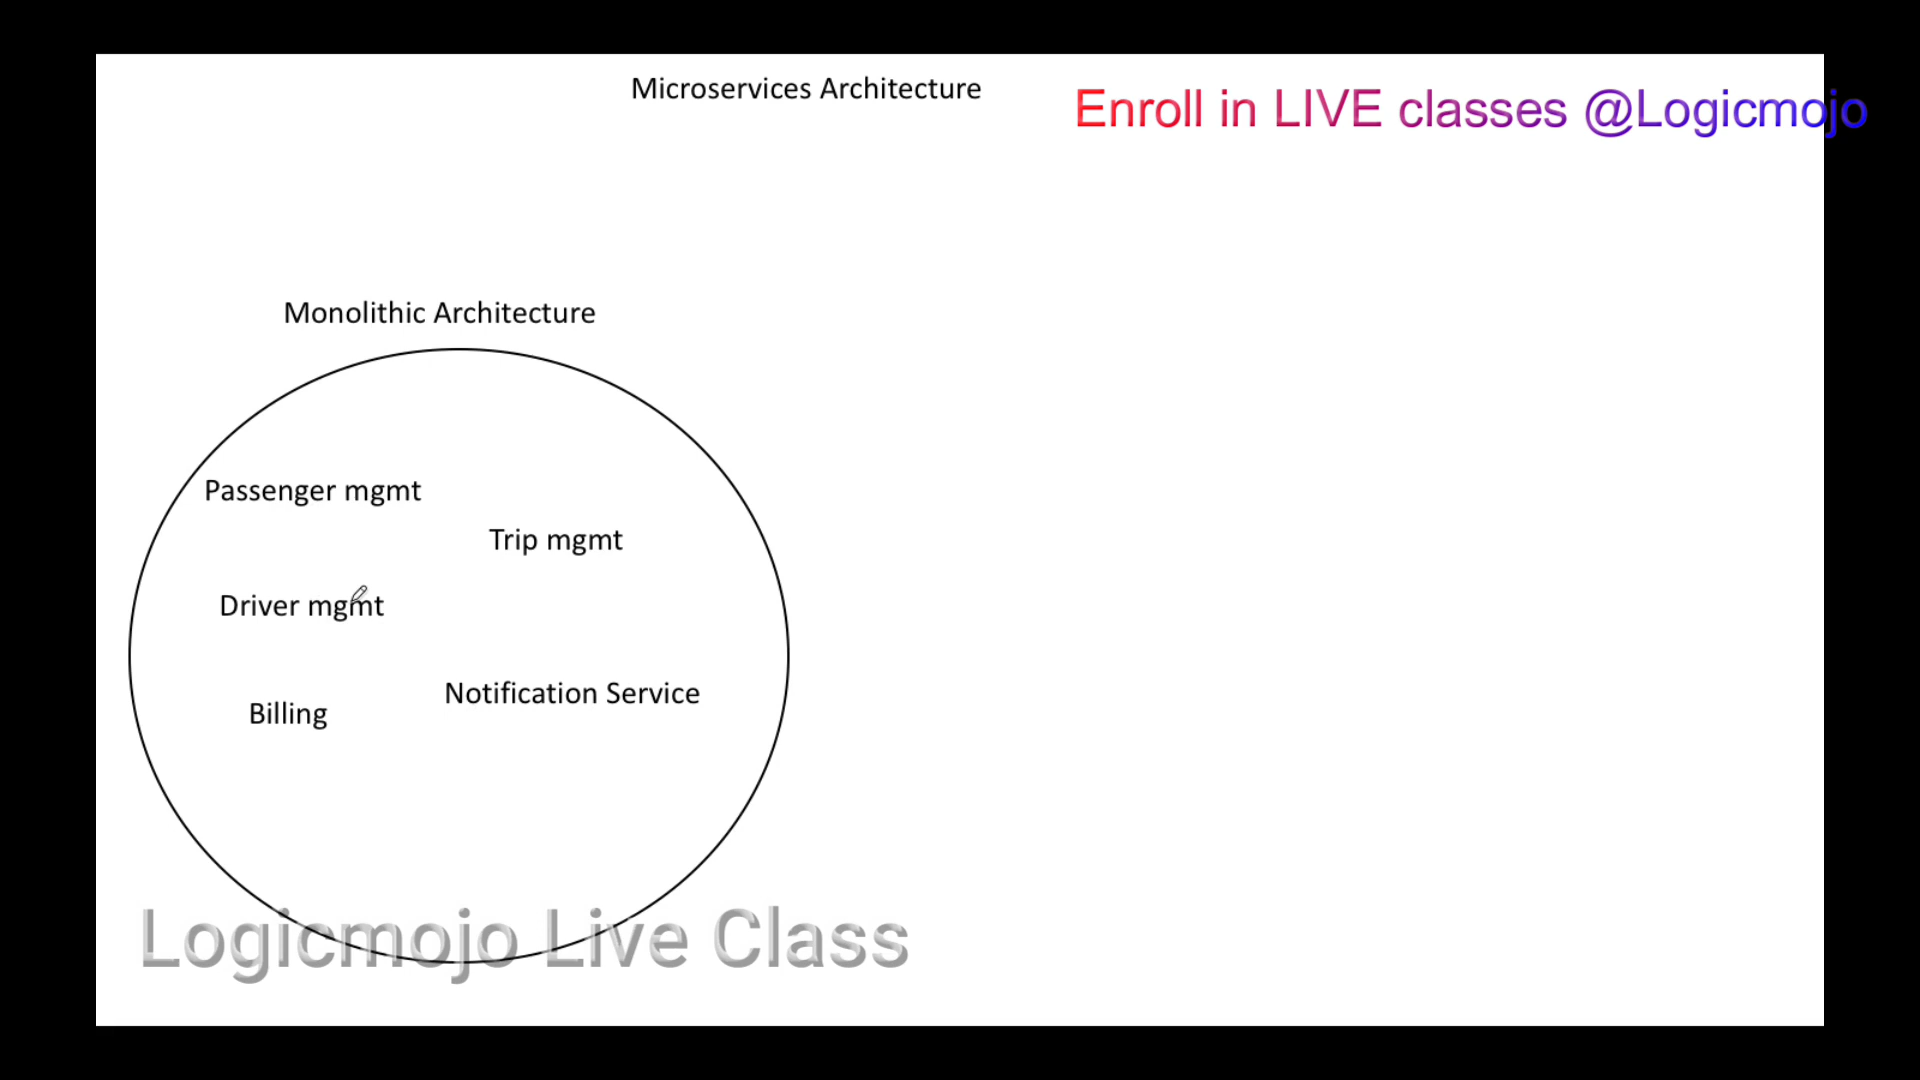 Microservices Architecture
Enroll in LIVE classes @Logicmojo
Monolithic Architecture
Passenger mgmt
Trip mgmt
Driver mgmt
Notification Service
Billing
Logicmojo Live Class